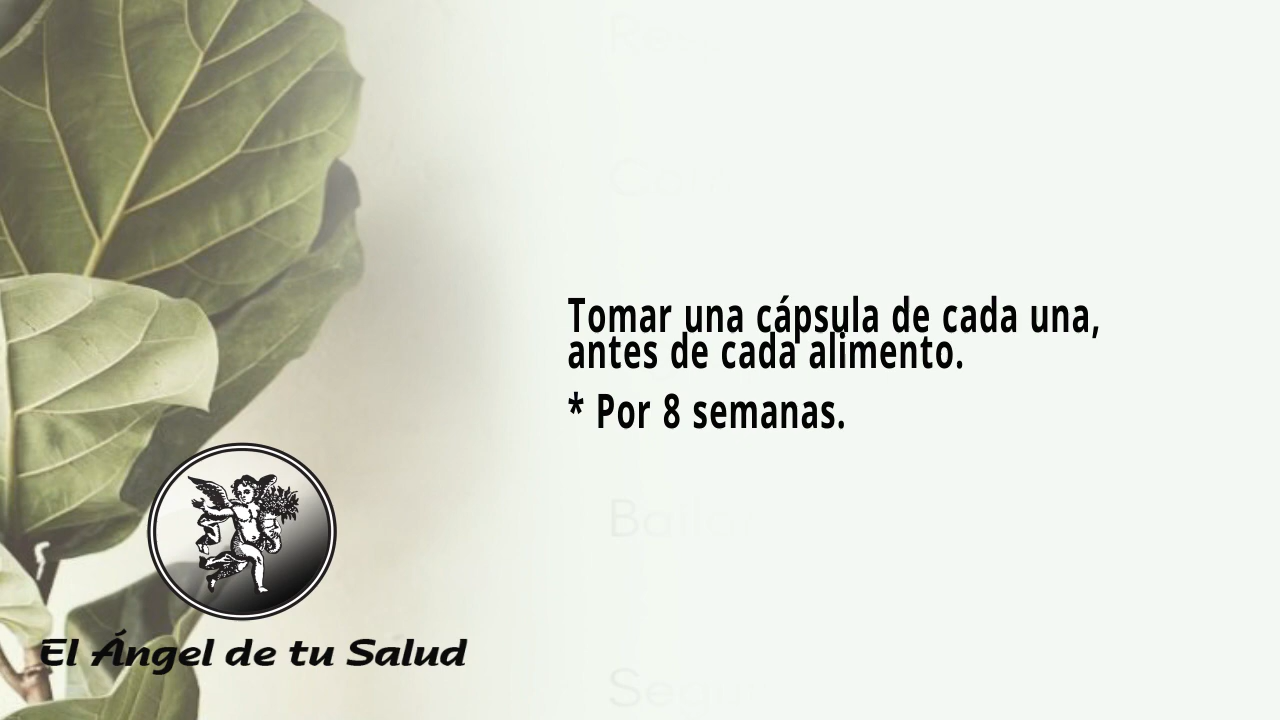 Tomar una cápsula de cada una,
antes de cada alimento.
* Por 8 semanas.
El Ángel de tu Salud